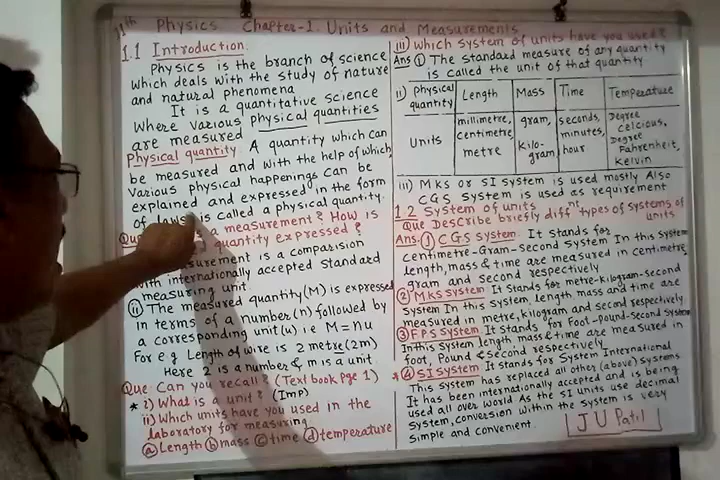 11th Physics Chapter-1. Units and Measurements
1.1 Introduction
Physics is the branch of science
which deals with the study of nature
and natural phenomena
It is a quantitative science
where various physical quantities
are measured
Physical quantity A quantity which can
be measured and with the help of which
various physical happenings can be
explained and expressed in the form
of laws is called a physical quantity.
Que a measurement? How is
quantity expressed?
is a comparision
with internationally accepted standard
measuring unit
(ii) The measured quantity (M) is expressed
in terms of a number (n) followed by
a corresponding unit (u) i.e M=nu
For e.g Length of wire is 2 metre (2m)
Here 2 is a number & m is a unit.
Que Can you recall? (Text book Pge 1)
* i) What is a unit? (Imp)
ii) Which units have you used in the
laboratory for measuring
(a) Length (b) mass (c) time (d) temperature
iii) Which system of units have you used?
Ans (1) The standard measure of any quantity
is called the unit of that quantity
ii) Physical quantity Length Mass Time Temperature
Units millimetre, centimetre, metre gram, kilo-gram seconds, minutes, hour Degree celcious, Degree Fahrenheit, Kelvin
iii) MKS or SI system is used mostly Also
CGS System is used as requirement
1.2 System of units
Que Describe briefly diffnt types of systems of units
Ans. (1) CGS System. It stands for
Centimetre-Gram-Second System In this system
length, mass & time are measured in centimetre,
gram and second respectively
(2) MKS System It stands for metre-kilogram-second
System In this system, length mass and time are
measured in metre, kilogram and second respectively
(3) FPS System It stands for Foot-pound-second System
In this system length mass & time are measured in
foot, Pound & second respectively
* (4) SI System It stands for System International
This system has replaced all other (above) systems
It has been internationally accepted and is being
used all over world As the SI units use decimal
System, conversion within the system is very
simple and convenient.
J U Patil